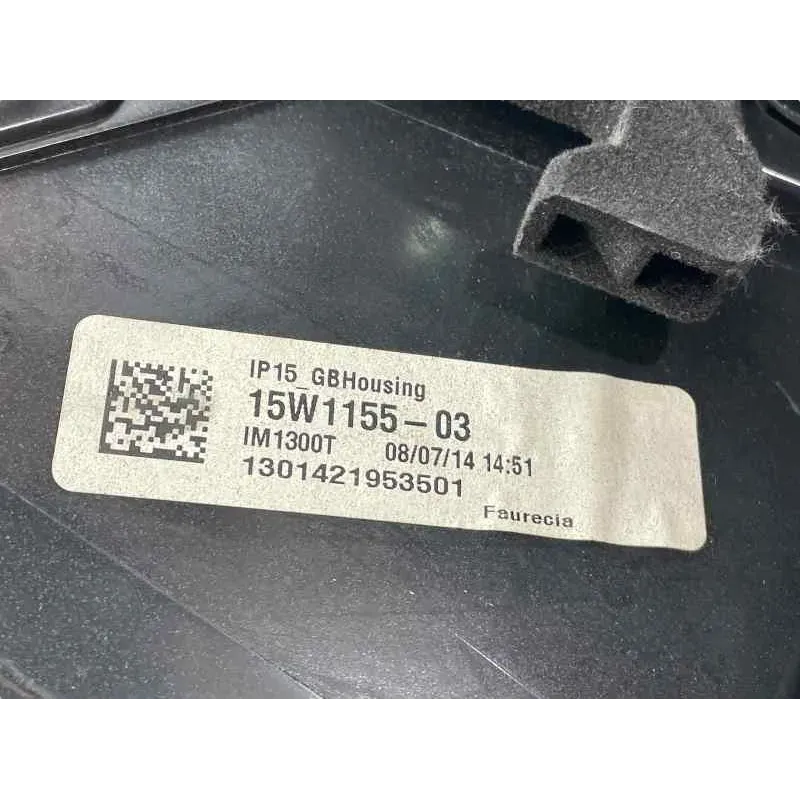 IP15_GBHousing
15W1155-03
IM1300T 08/07/14 14:51
1301421953501
Faurecia